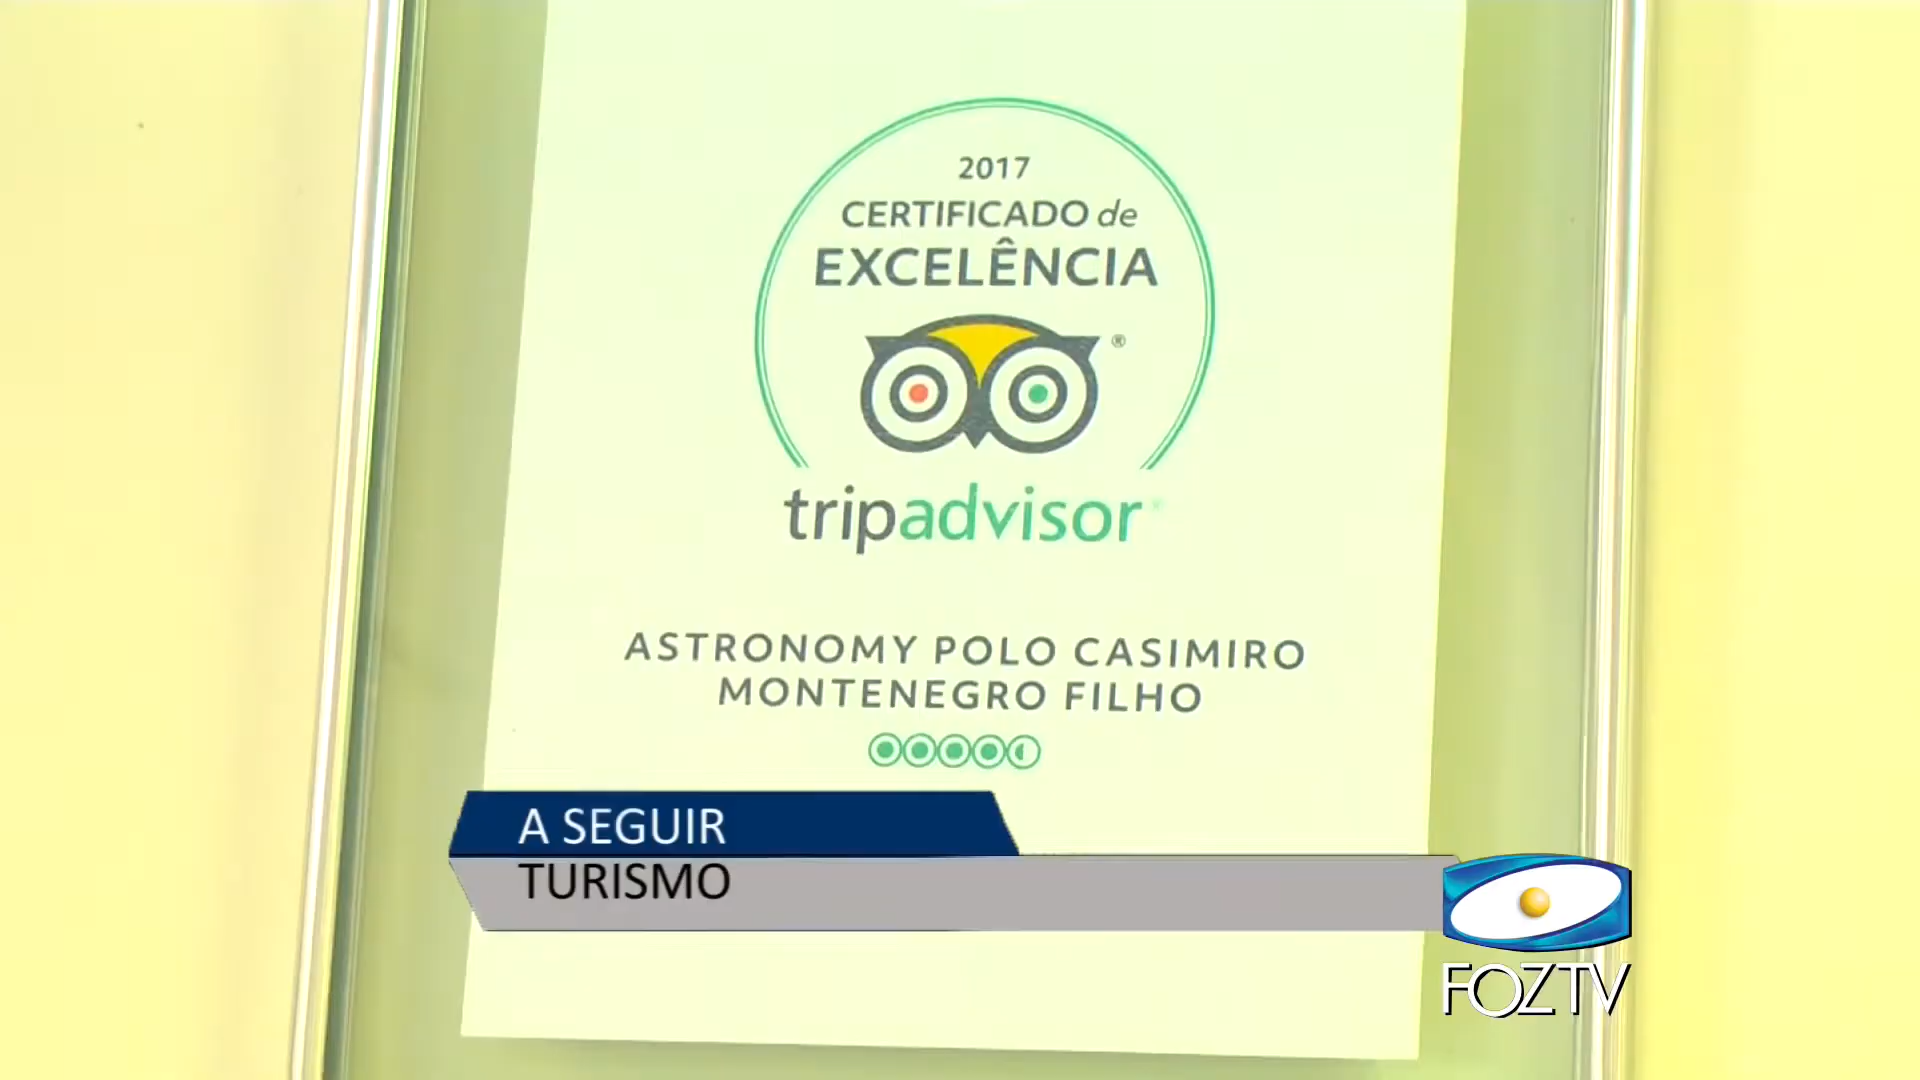 2017
CERTIFICADO de
EXCELÊNCIA
®
tripadvisor
ASTRONOMY POLO CASIMIRO
MONTENEGRO FILHO
A SEGUIR
TURISMO
FOZTV